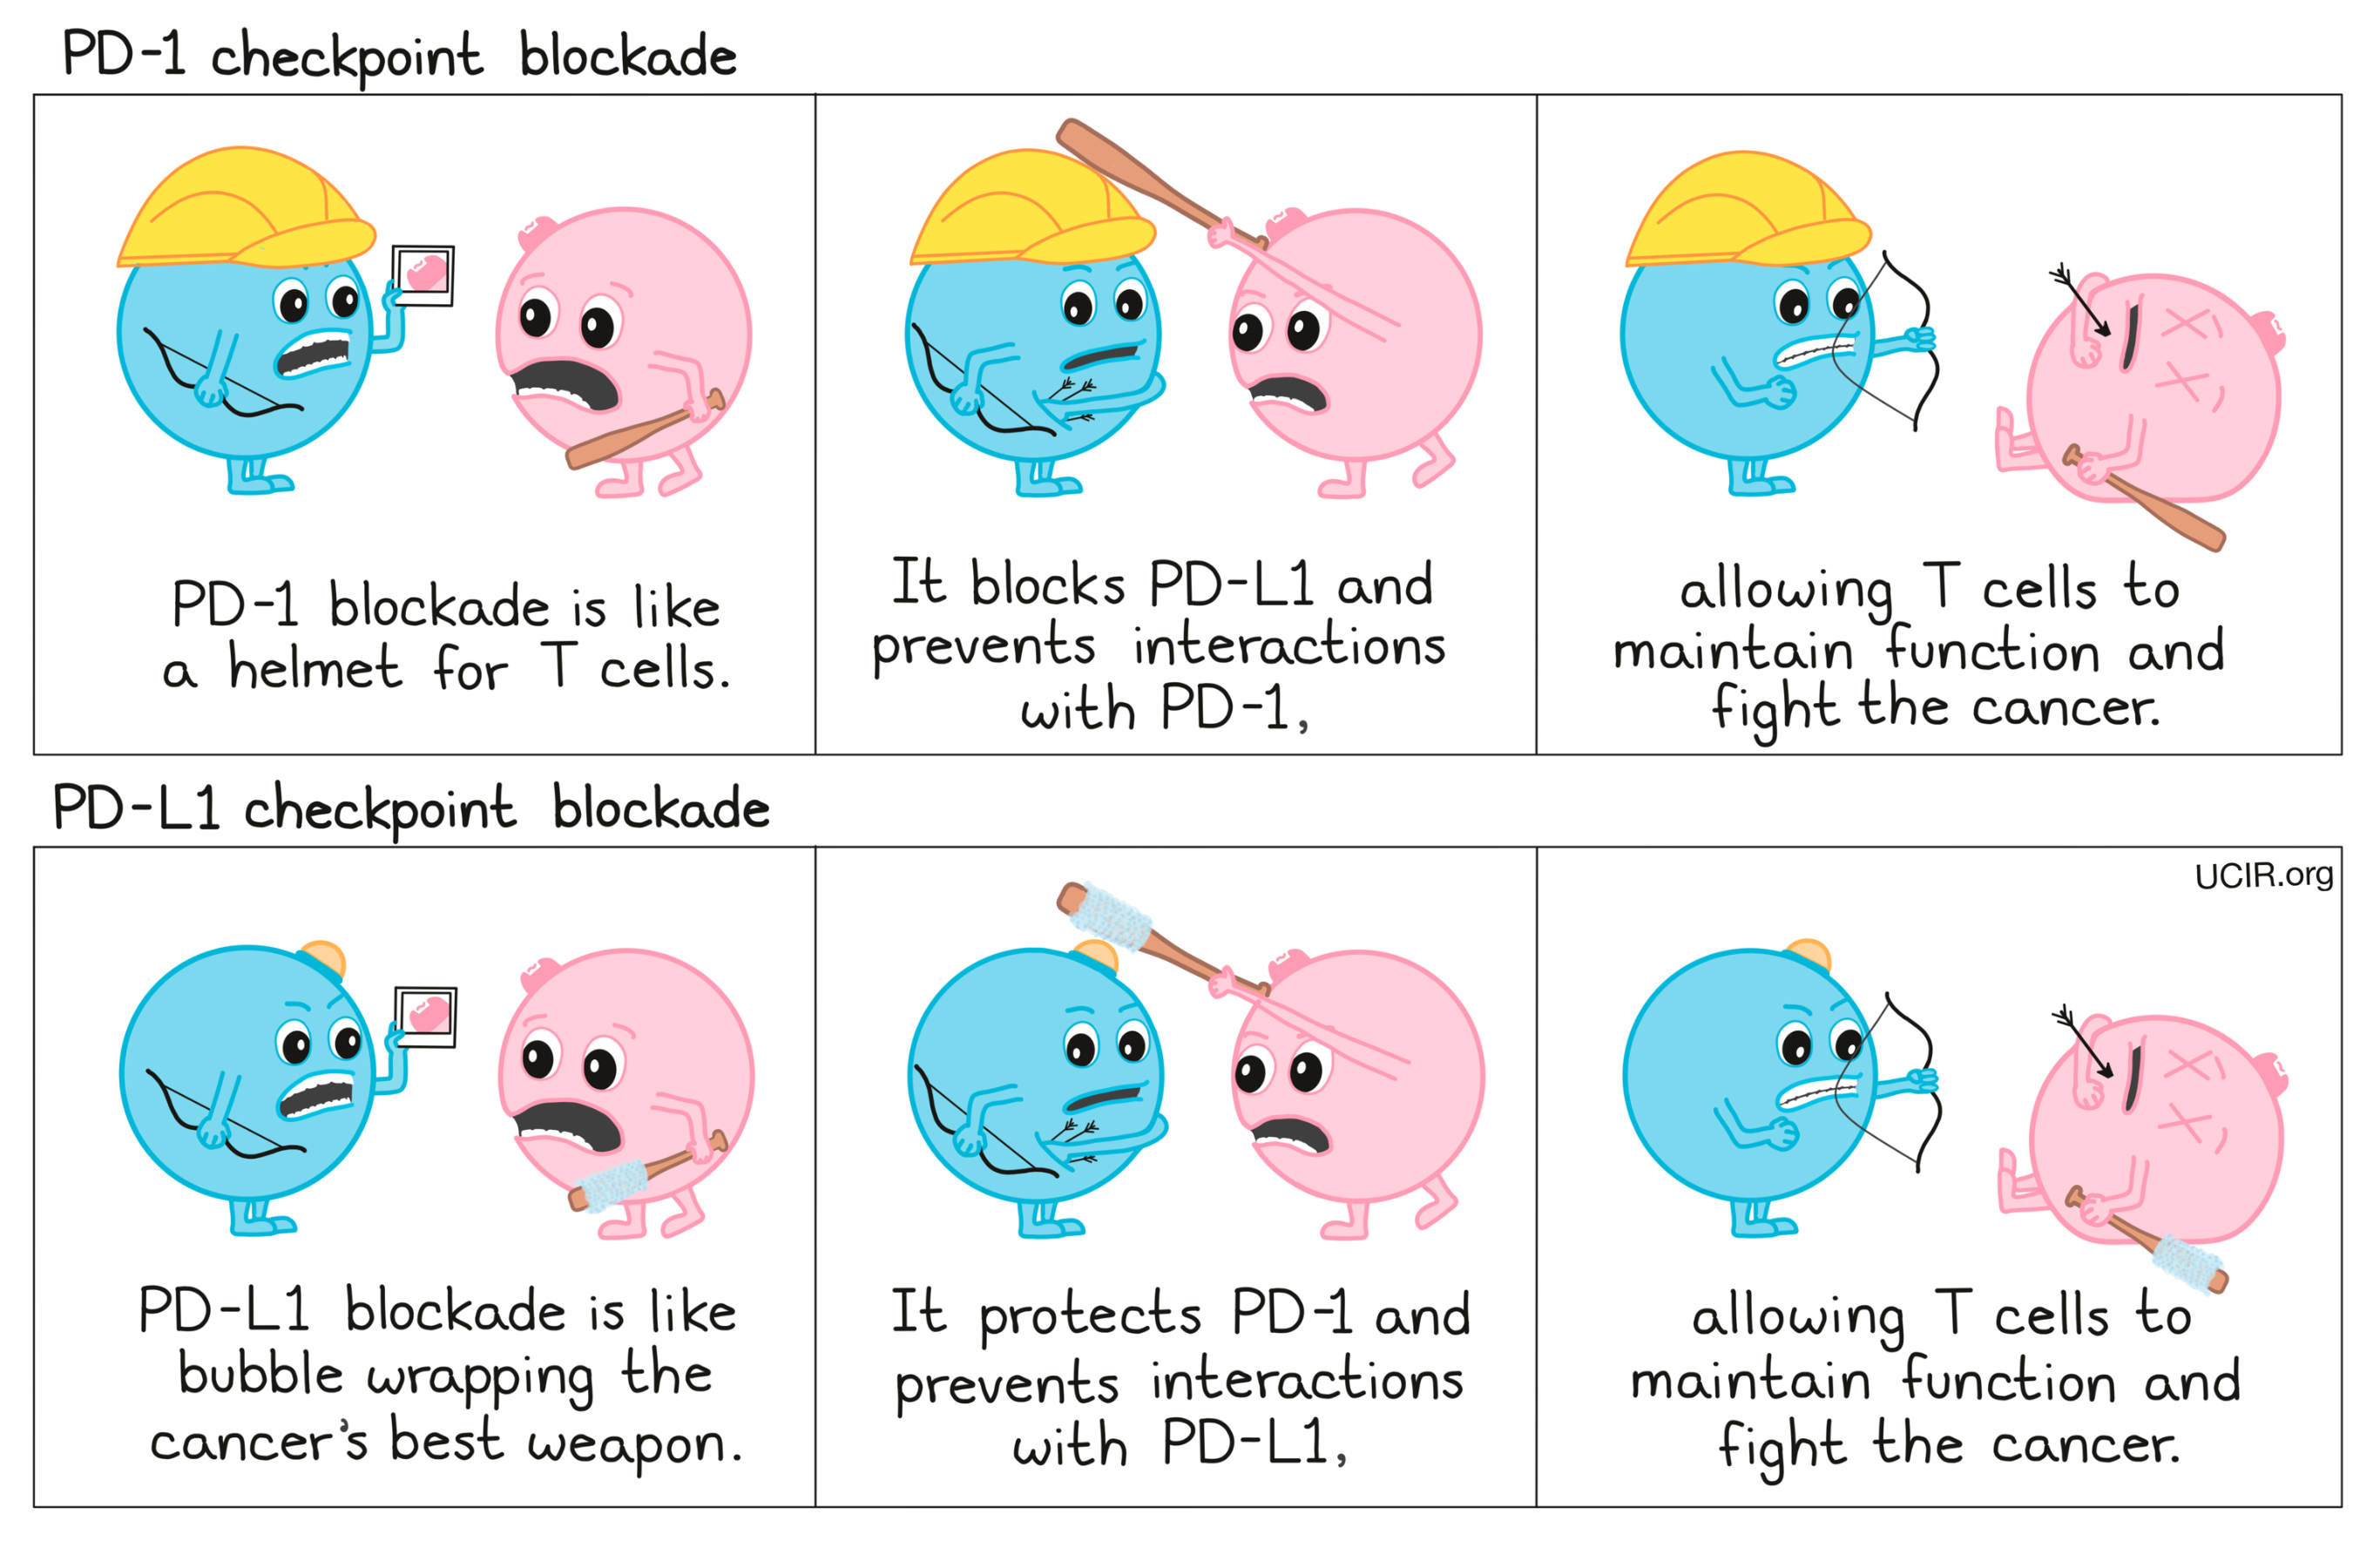 PD-1 checkpoint blockade
PD-1 blockade is like
a helmet for T cells.
It blocks PD-L1 and
prevents interactions
with PD-1,
allowing T cells to
maintain function and
fight the cancer.
PD-L1 checkpoint blockade
UCIR.org
PD-L1 blockade is like
bubble wrapping the
cancer's best weapon.
It protects PD-1 and
prevents interactions
with PD-L1,
allowing T cells to
maintain function and
fight the cancer.